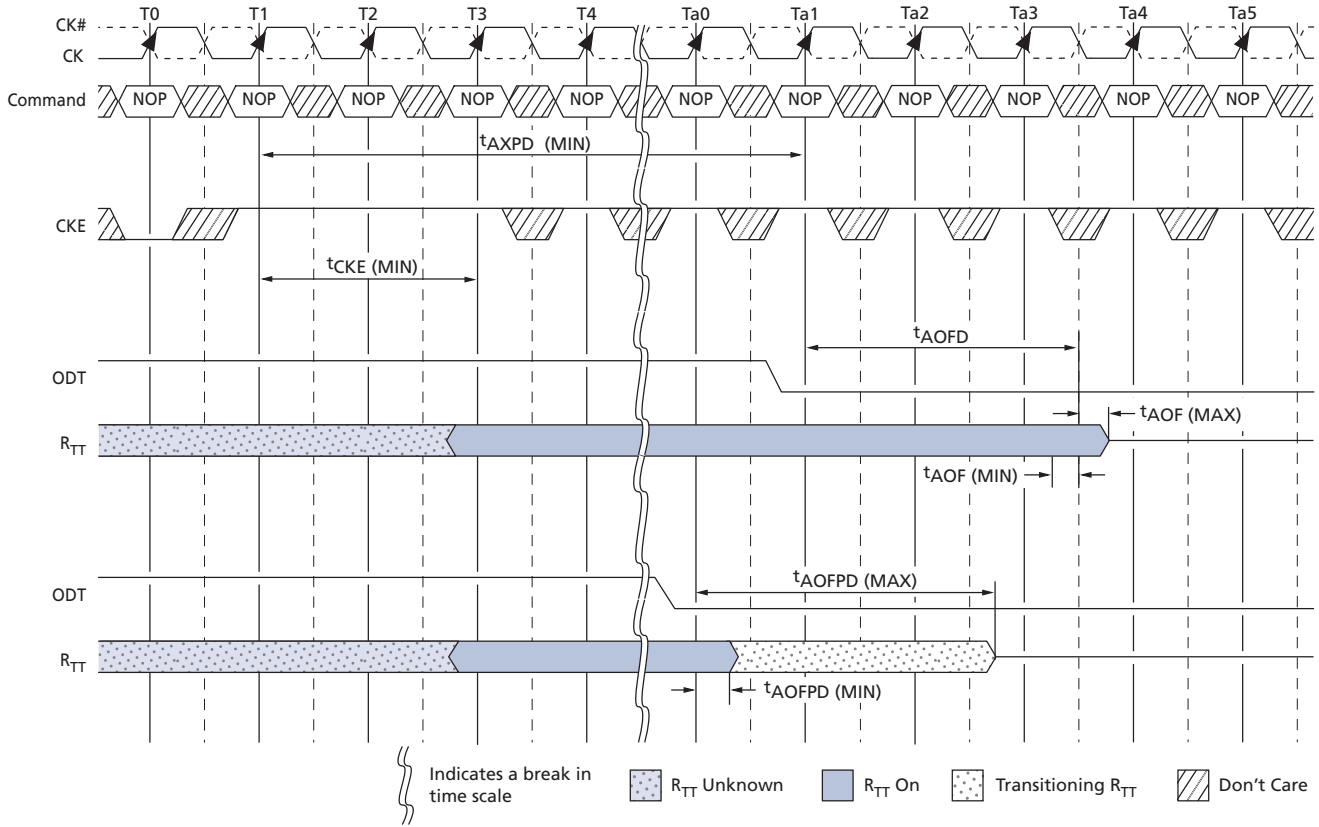 T0 T1 T2 T3 T4 Ta0 Ta1 Ta2 Ta3 Ta4 Ta5
CK#
CK
Command NOP NOP NOP NOP NOP NOP NOP NOP NOP NOP NOP
tAXPD (MIN)
CKE
tCKE (MIN)
tAOFD
ODT
tAOF (MAX)
RTT
tAOF (MIN)
tAOFPD (MAX)
ODT
RTT
tAOFPD (MIN)
Indicates a break in
time scale
RTT Unknown
RTT On
Transitioning RTT
Don't Care